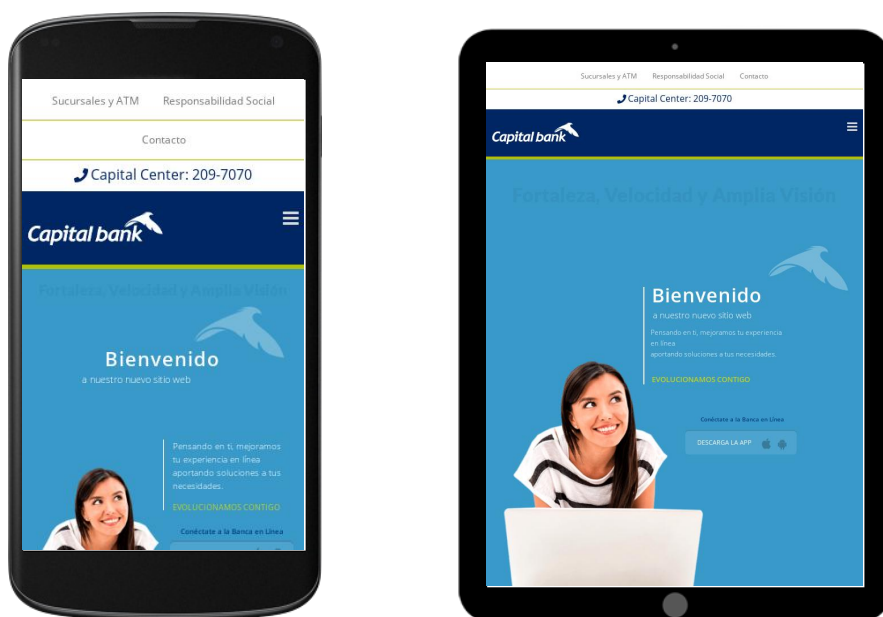 Sucursales y ATM Responsabilidad Social
Contacto
Capital Center: 209-7070
Capital bank
Fortaleza, Velocidad y Amplia Visión
Bienvenido
a nuestro nuevo sitio web
Pensando en ti, mejoramos
tu experiencia en línea
aportando soluciones a tus
necesidades.
EVOLUCIONAMOS CONTIGO
Conéctate a la Banca en Línea
Sucursales y ATM Responsabilidad Social Contacto
Capital Center: 209-7070
Capital bank
Fortaleza, Velocidad y Amplia Visión
Bienvenido
a nuestro nuevo sitio web
Pensando en ti, mejoramos tu experiencia
en línea
aportando soluciones a tus necesidades.
EVOLUCIONAMOS CONTIGO
Conéctate a la Banca en Línea
DESCARGA LA APP